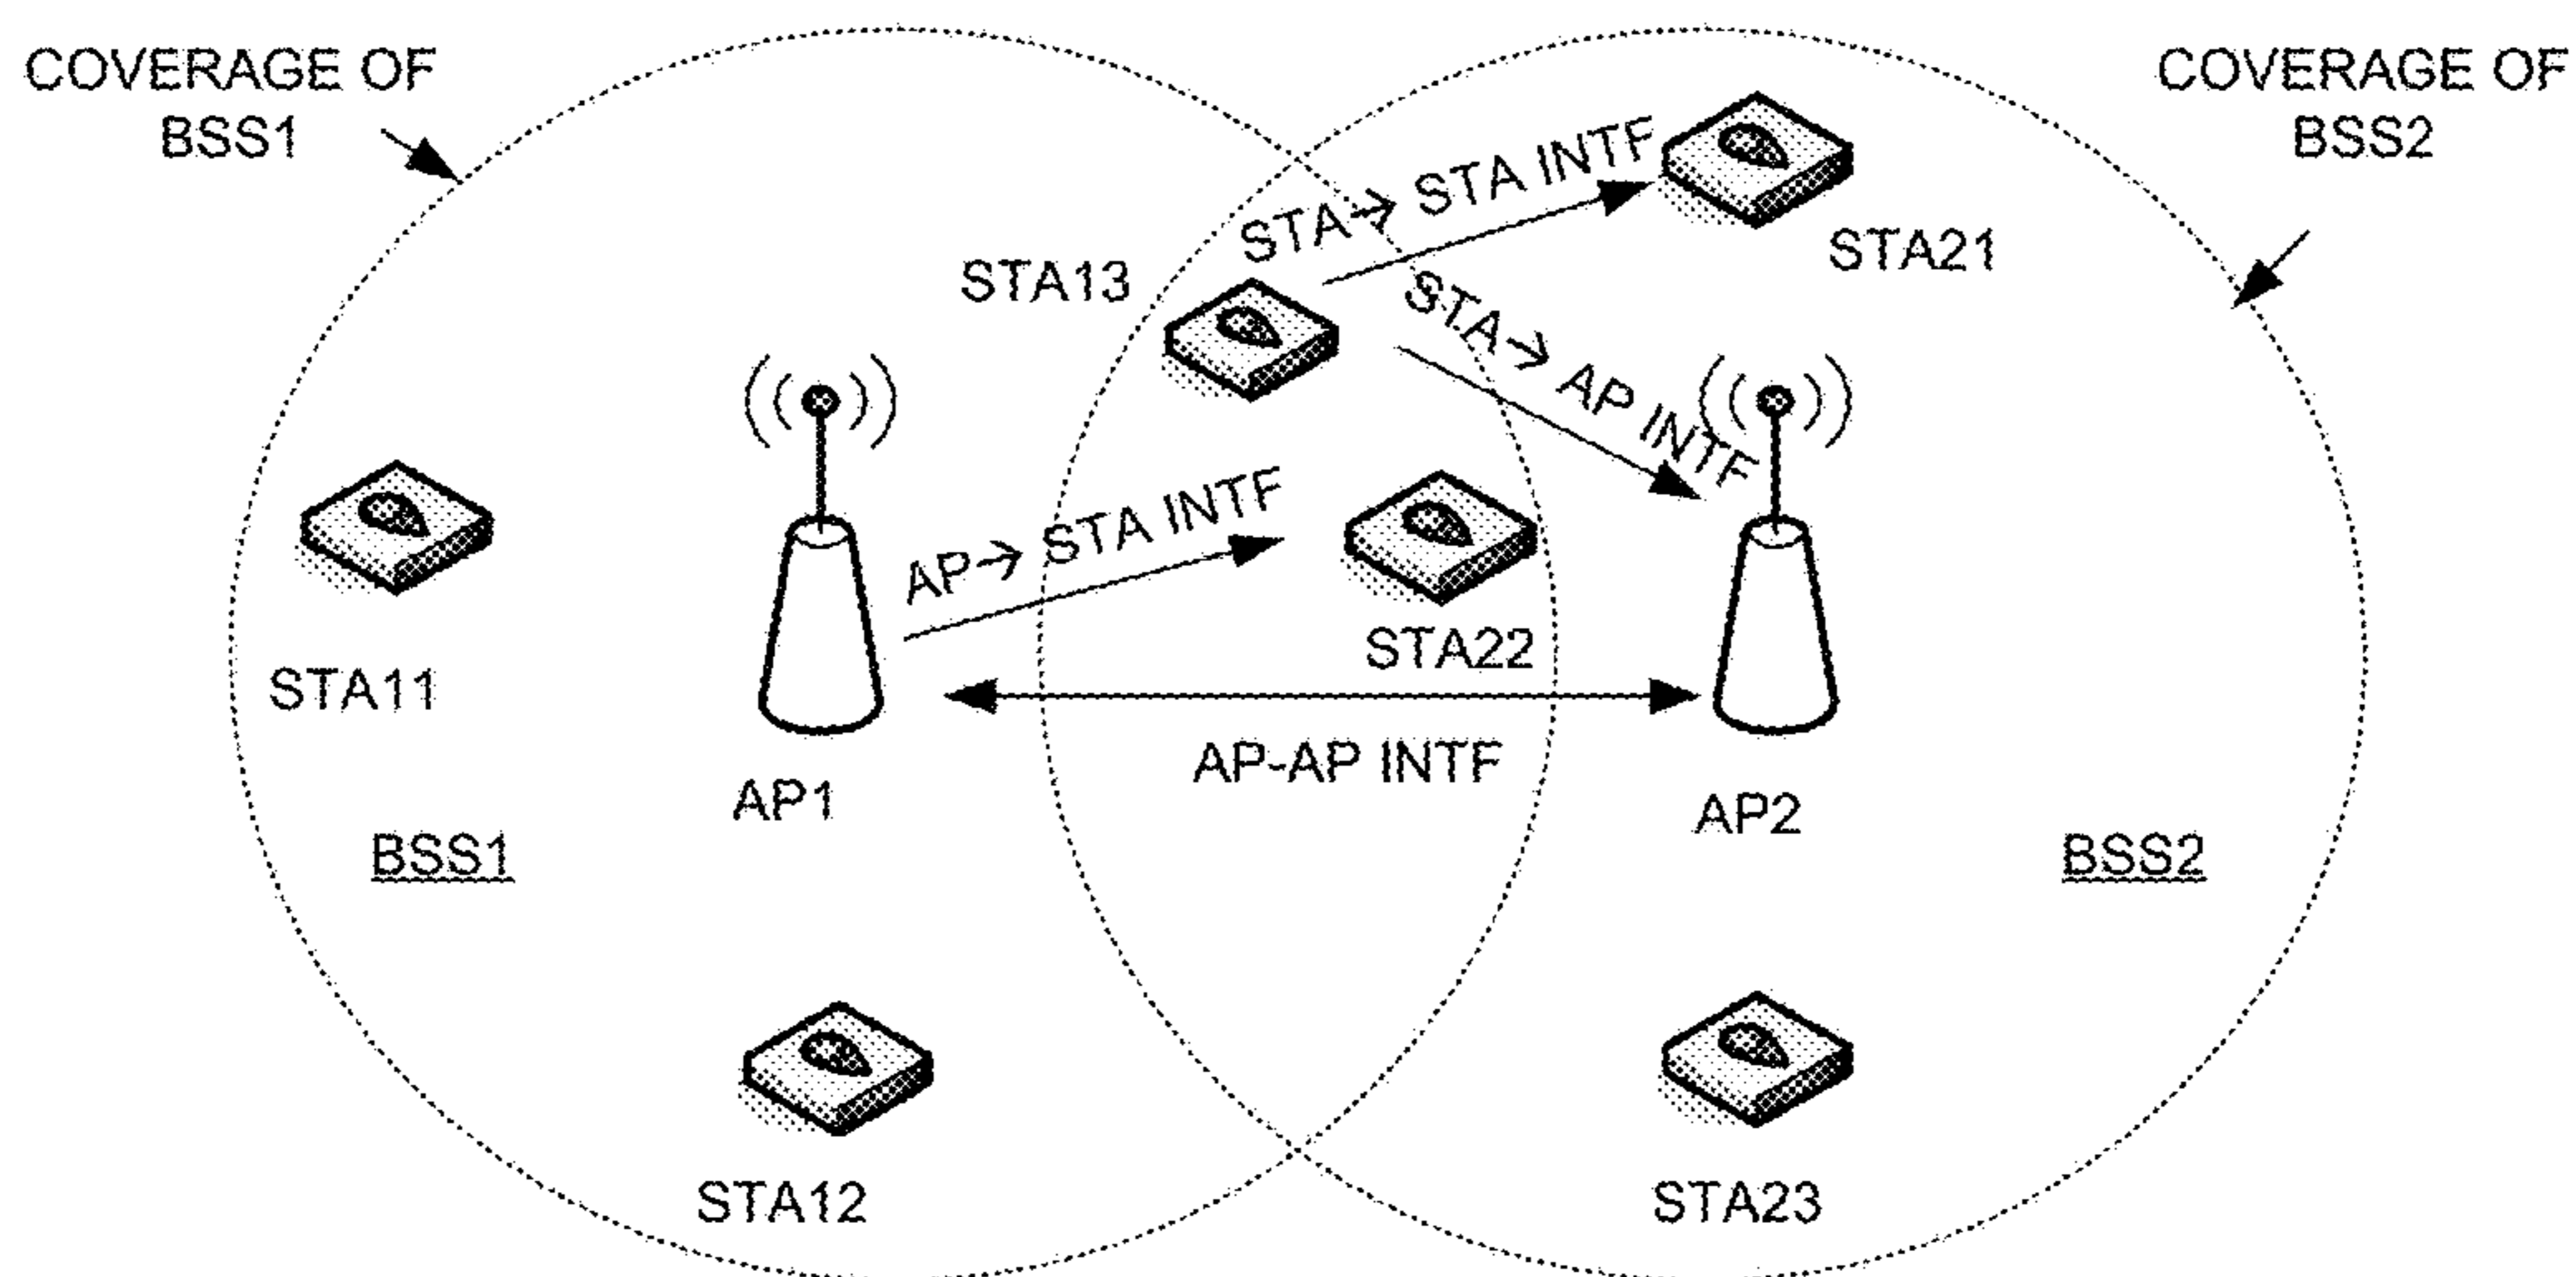 COVERAGE OF
BSS1
COVERAGE OF
BSS2
STA→ STA INTF
STA21
STA13
STA→ AP INTF
AP→ STA INTF
STA22
STA11
AP-AP INTF
AP1
AP2
BSS1
BSS2
STA12
STA23